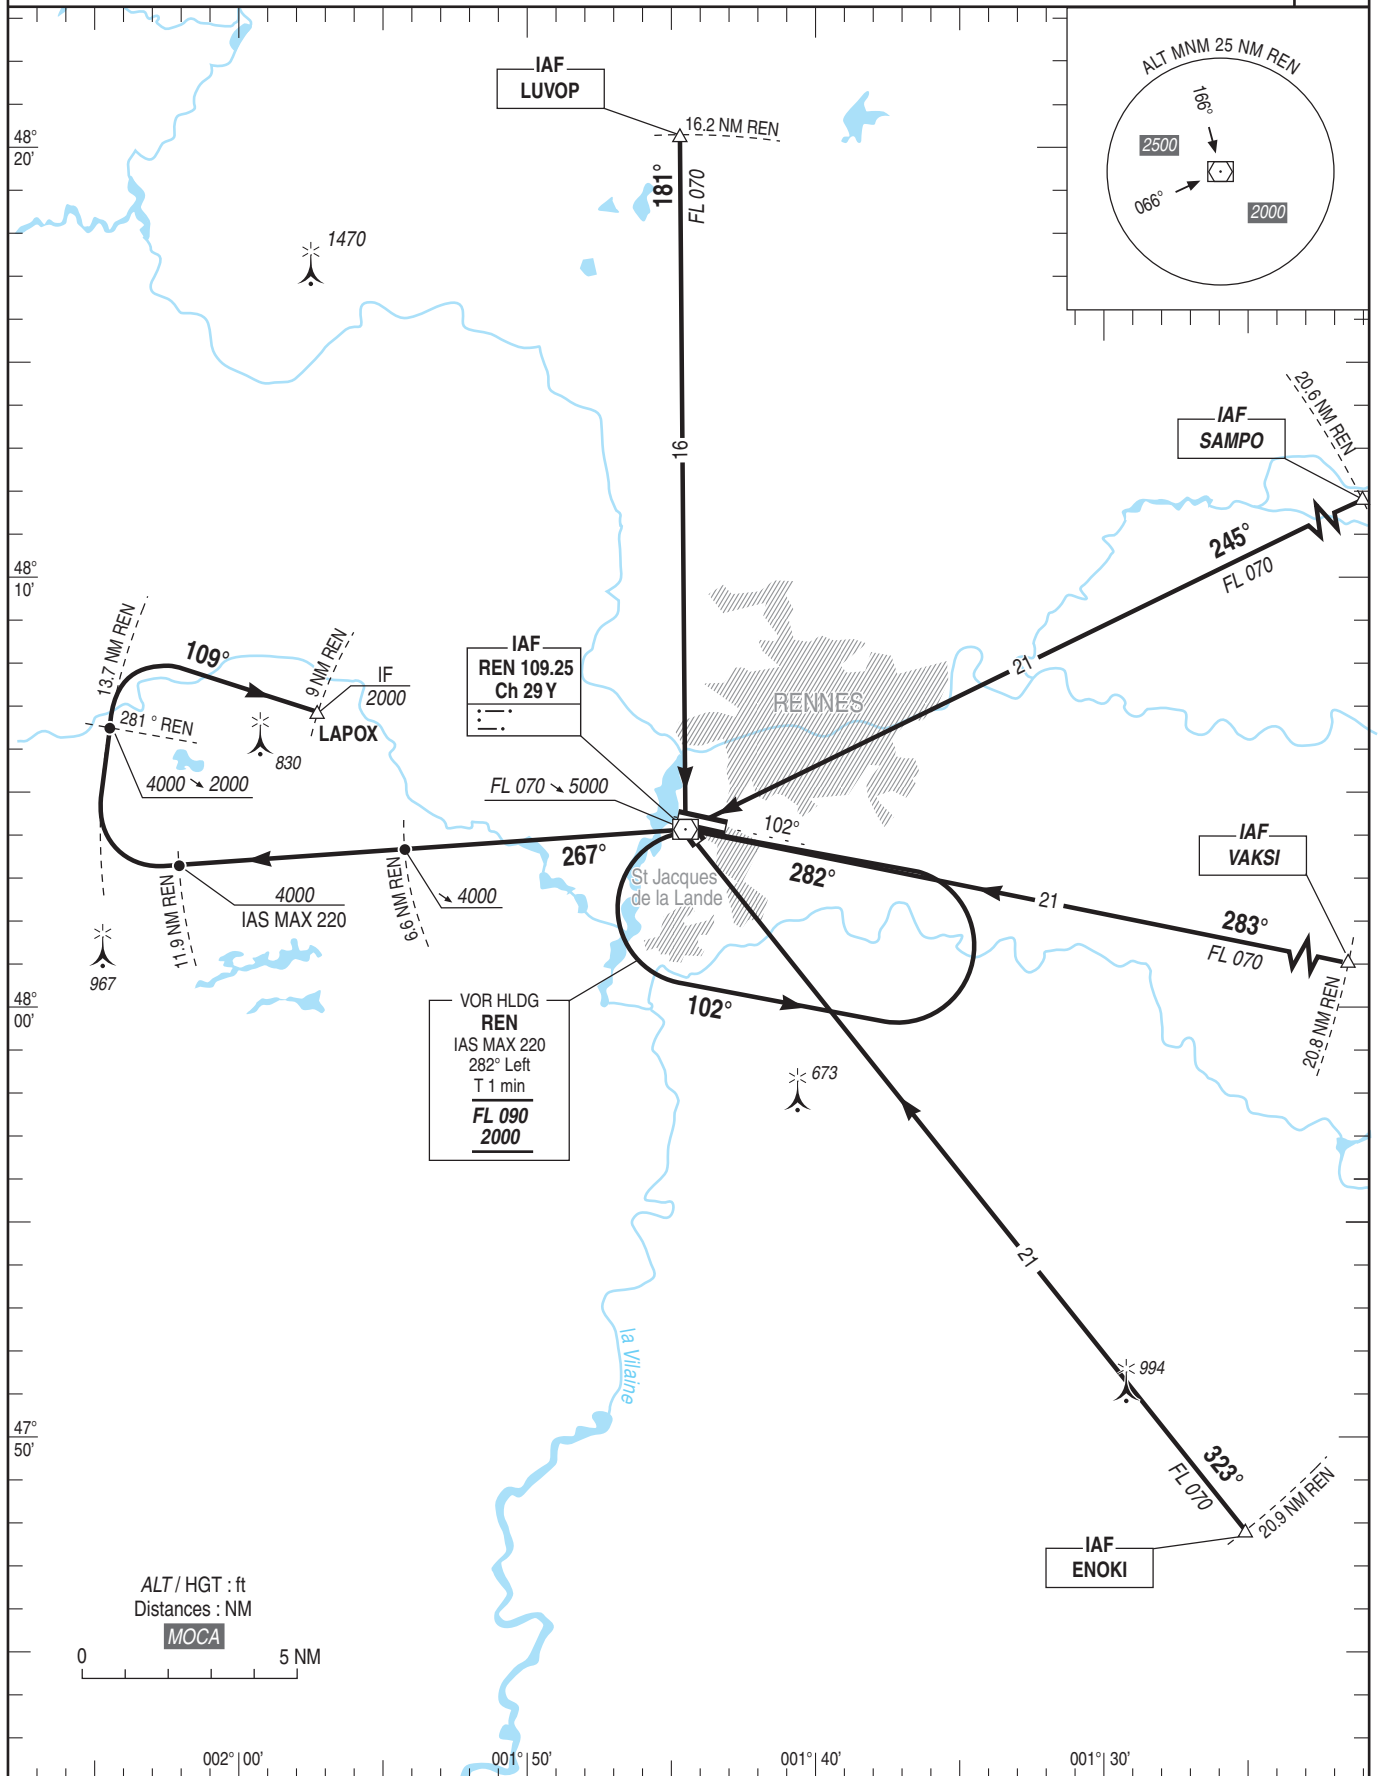 IAF
LUVOP
16.2 NM REN
181°
FL 070
16
ALT MNM 25 NM REN
166°
2500
066°
2000
48°
20'
1470
20.6 NM REN
IAF
SAMPO
245°
FL 070
21
48°
10'
13.7 NM REN
109°
9 NM REN
IF
2000
LAPOX
281 ° REN
830
4000 ↘ 2000
IAF
REN 109.25
Ch 29 Y
RENNES
FL 070 ↘ 5000
102°
267°
282°
St Jacques
de la Lande
IAF
VAKSI
21
283°
FL 070
20.8 NM REN
4000
IAS MAX 220
11.9 NM REN
↘ 4000
6.6 NM REN
967
48°
00'
102°
VOR HLDG
REN
IAS MAX 220
282° Left
T 1 min
FL 090
2000
673
21
la Vilaine
994
47°
50'
323°
FL 070
20.9 NM REN
IAF
ENOKI
ALT / HGT : ft
Distances : NM
MOCA
0 5 NM
002° 00' 001° 50' 001° 40' 001° 30'